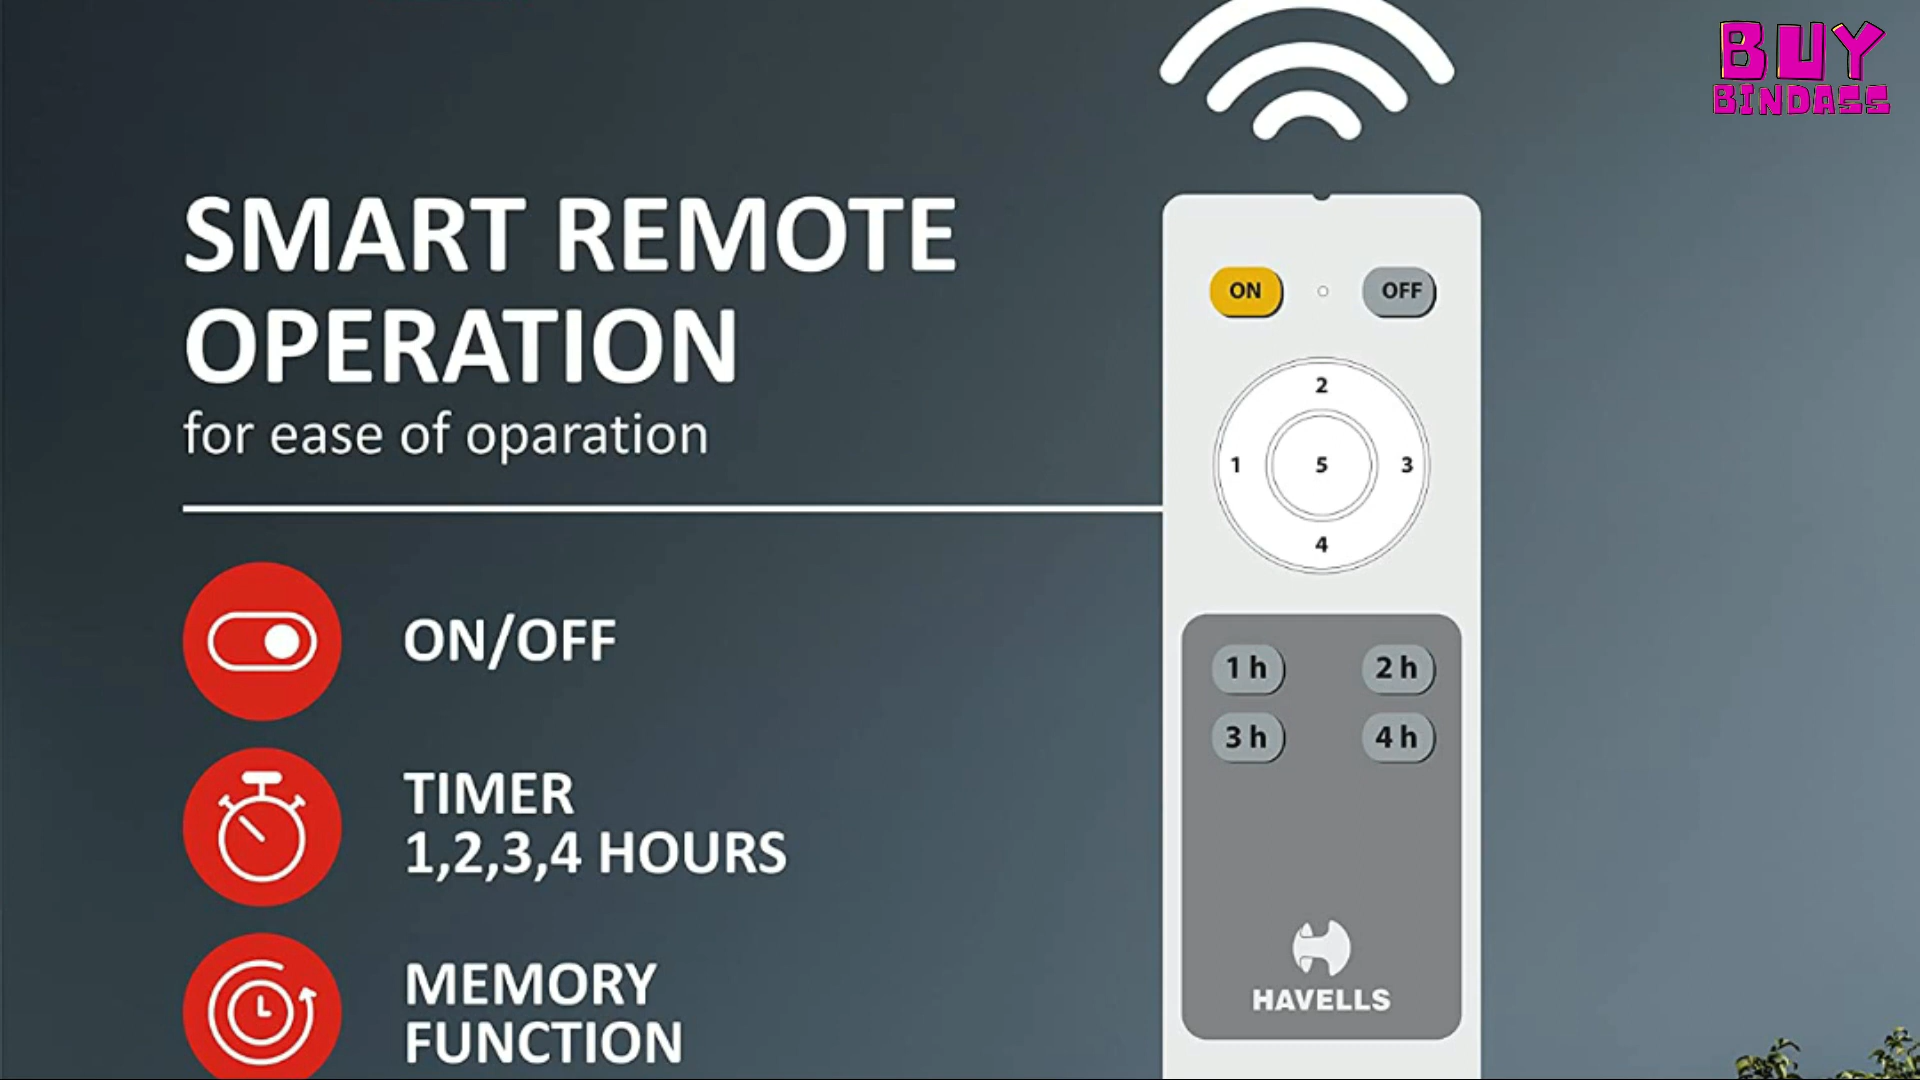 BUY
BINDASS
SMART REMOTE
OPERATION
for ease of oparation
ON/OFF
TIMER
1,2,3,4 HOURS
MEMORY
FUNCTION
ON OFF
2
1 5 3
4
1 h 2 h
3 h 4 h
HAVELLS